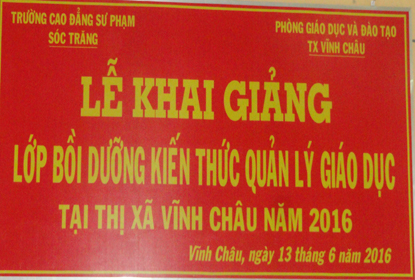 TRƯỜNG CAO ĐẲNG SƯ PHẠM
SÓC TRĂNG
PHÒNG GIÁO DỤC VÀ ĐÀO TẠO
TX VĨNH CHÂU
LỄ KHAI GIẢNG
LỚP BỒI DƯỠNG KIẾN THỨC QUẢN LÝ GIÁO DỤC
TẠI THỊ XÃ VĨNH CHÂU NĂM 2016
Vĩnh Châu, ngày 13 tháng 6 năm 2016